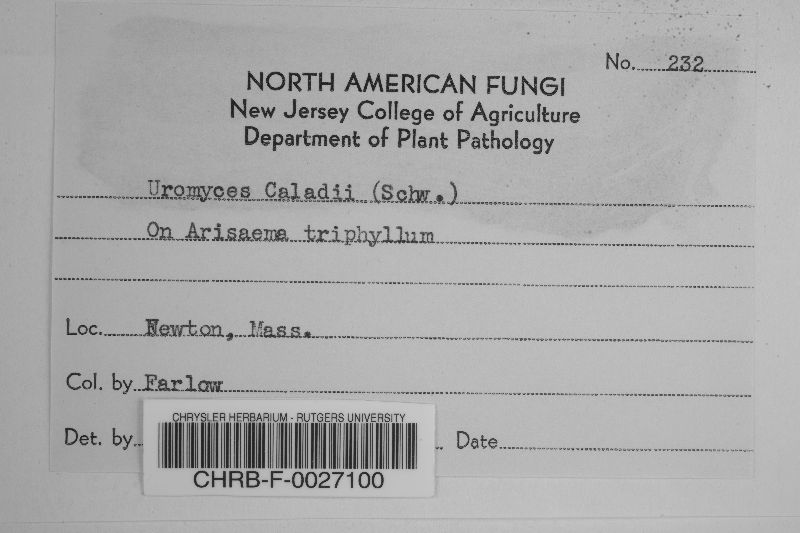 No. 232
NORTH AMERICAN FUNGI
New Jersey College of Agriculture
Department of Plant Pathology
Uromyces Caladii (Schw.)
On Arisaema triphyllum
Loc. Newton, Mass.
Col. by Farlow
Det. by
Date
CHRYSLER HERBARIUM - RUTGERS UNIVERSITY
CHRB-F-0027100